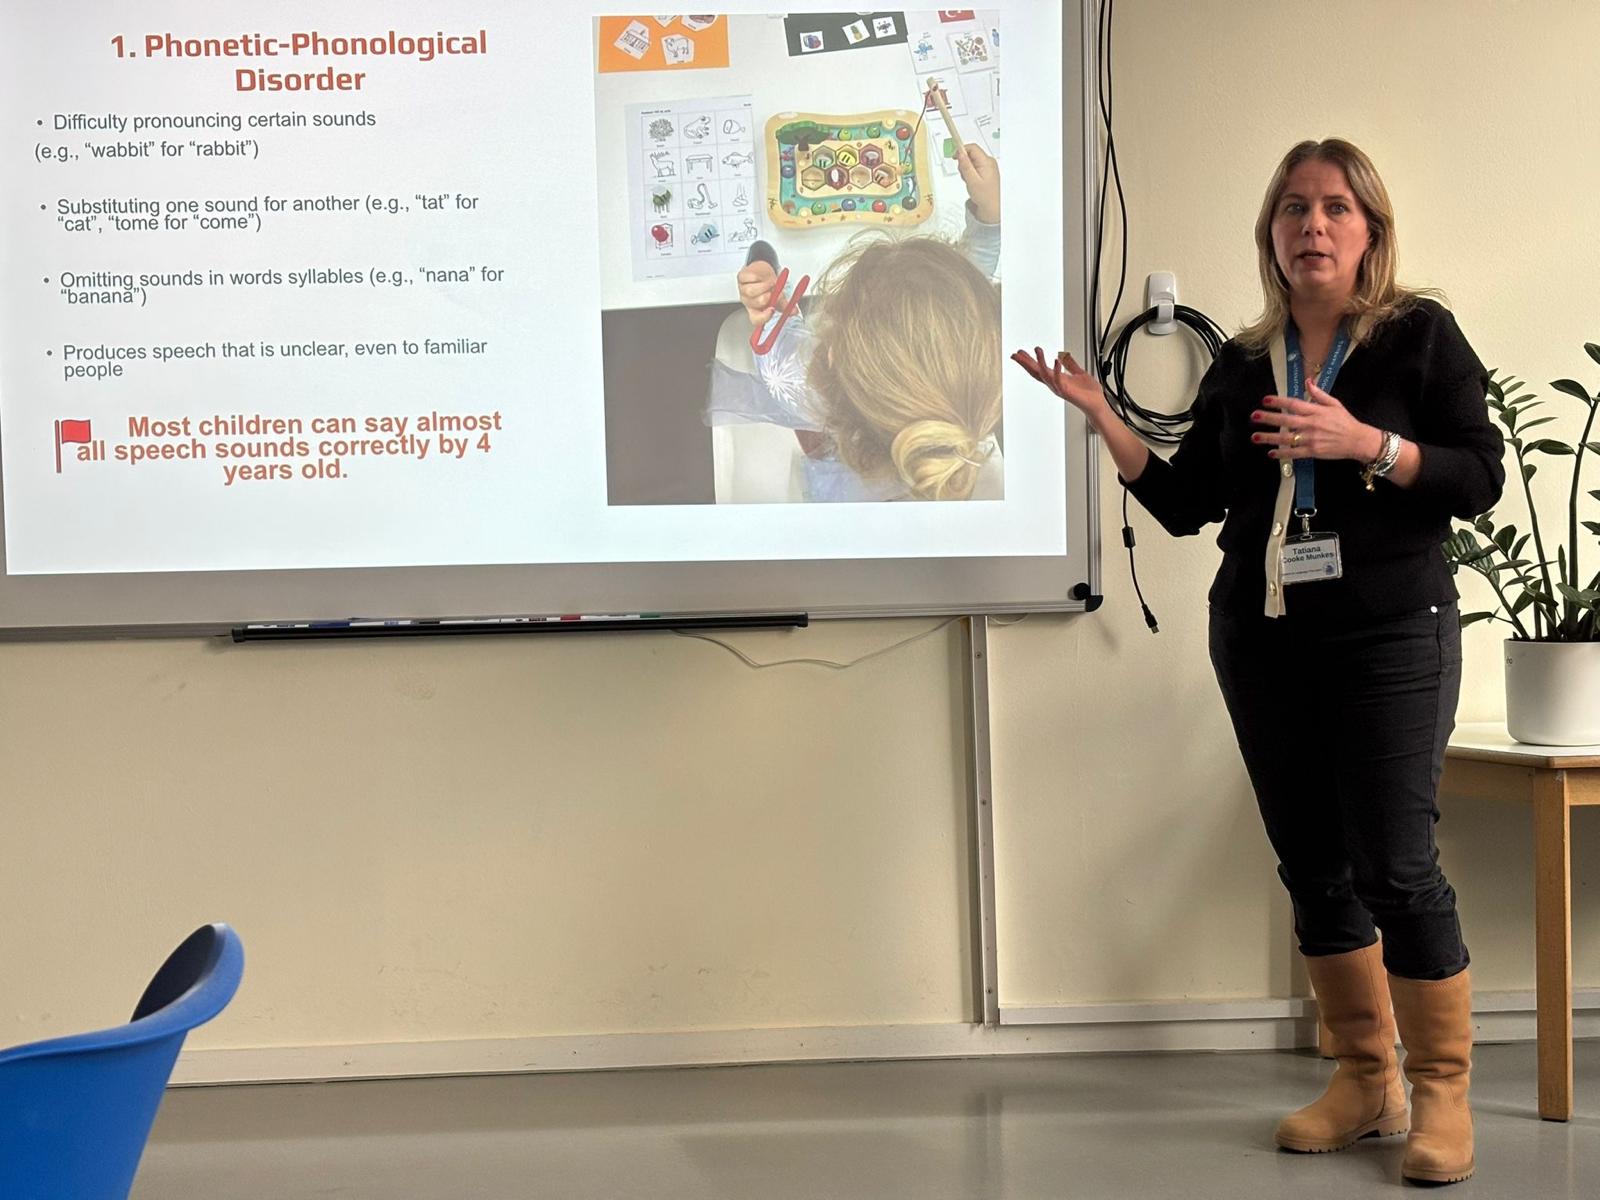 1. Phonetic-Phonological
Disorder
• Difficulty pronouncing certain sounds
(e.g., “wabbit” for “rabbit”)
• Substituting one sound for another (e.g., “tat” for
“cat”, “tome for “come”)
• Omitting sounds in words syllables (e.g., “nana” for
“banana”)
• Produces speech that is unclear, even to familiar
people
Most children can say almost
all speech sounds correctly by 4
years old.
Tatiana
Cooke Munkes